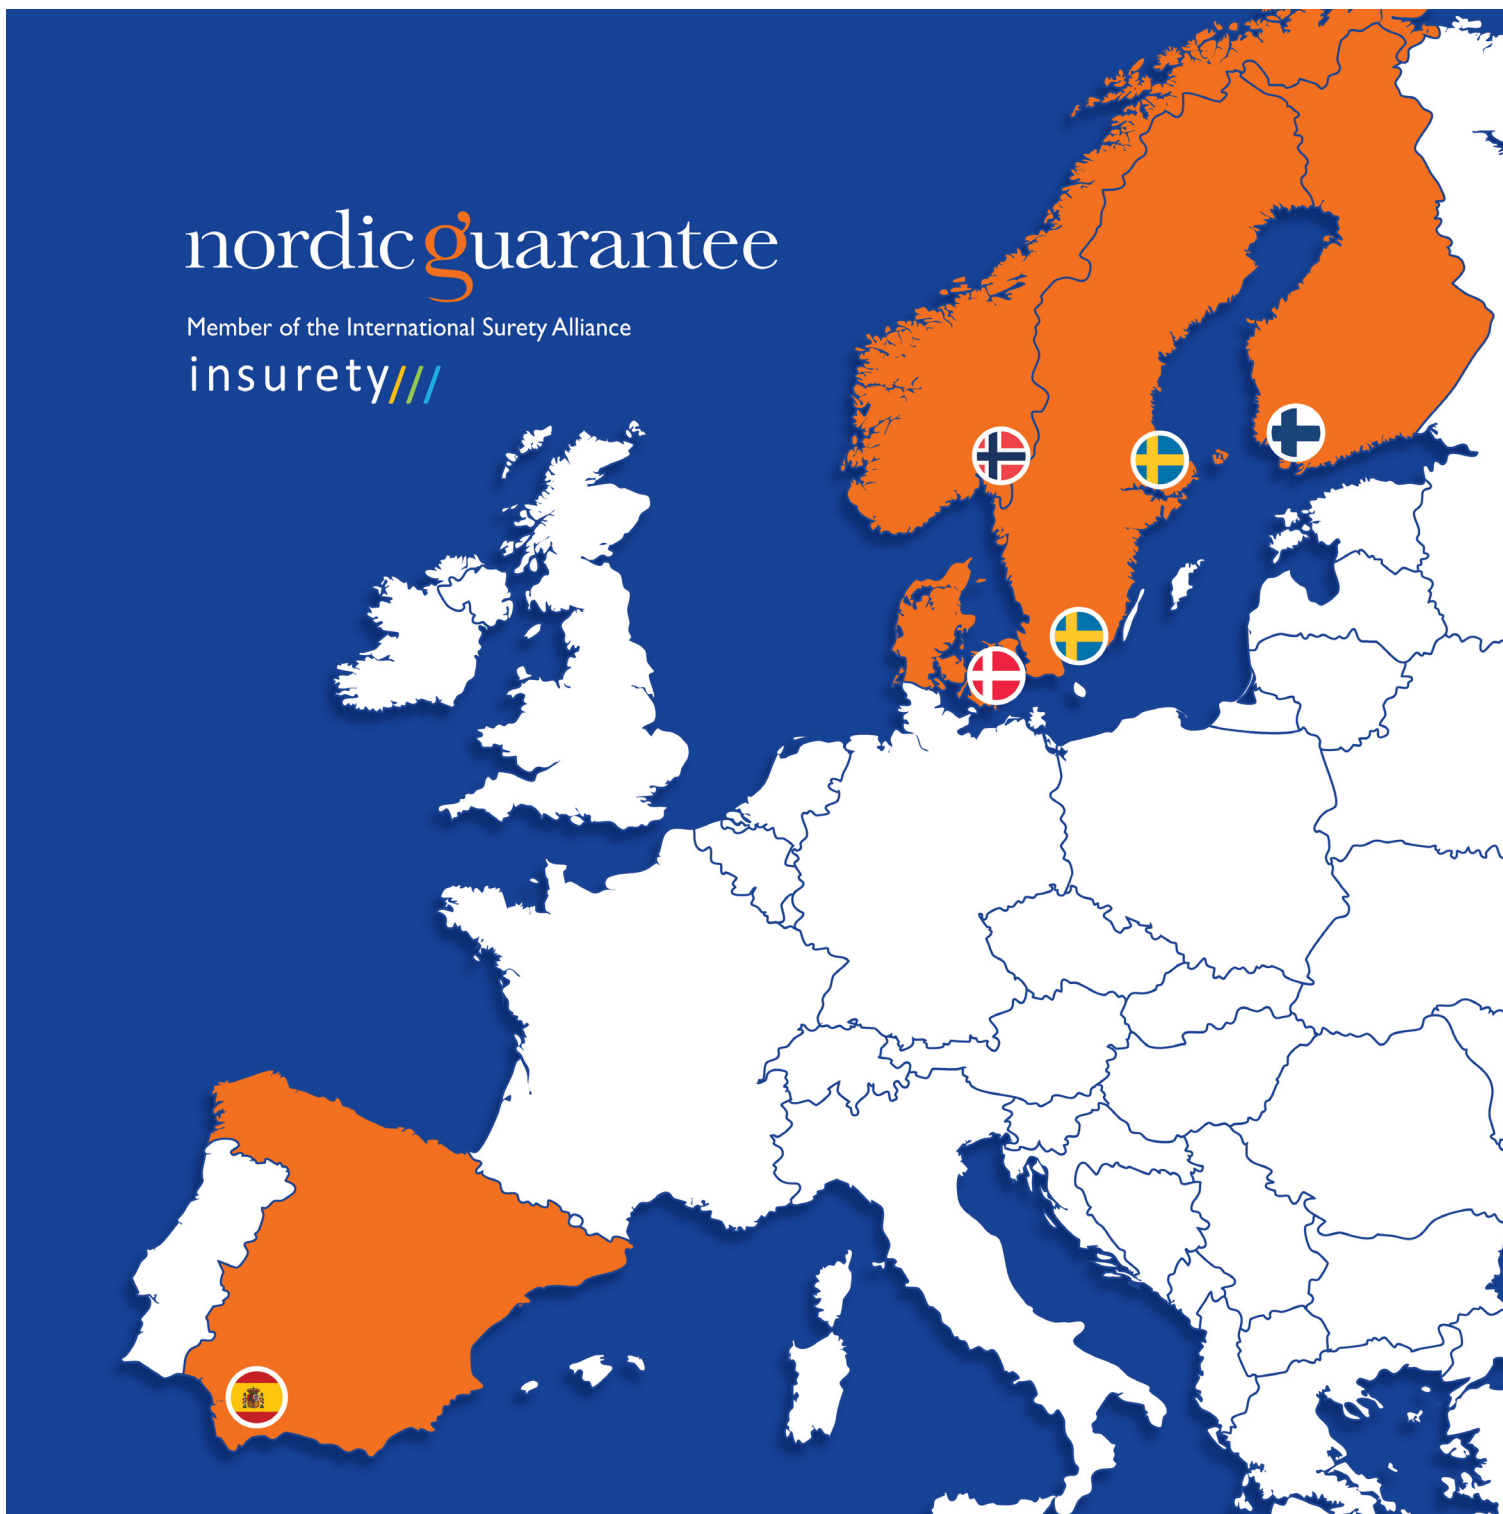 nordicguarantee
Member of the International Surety Alliance
insurety///